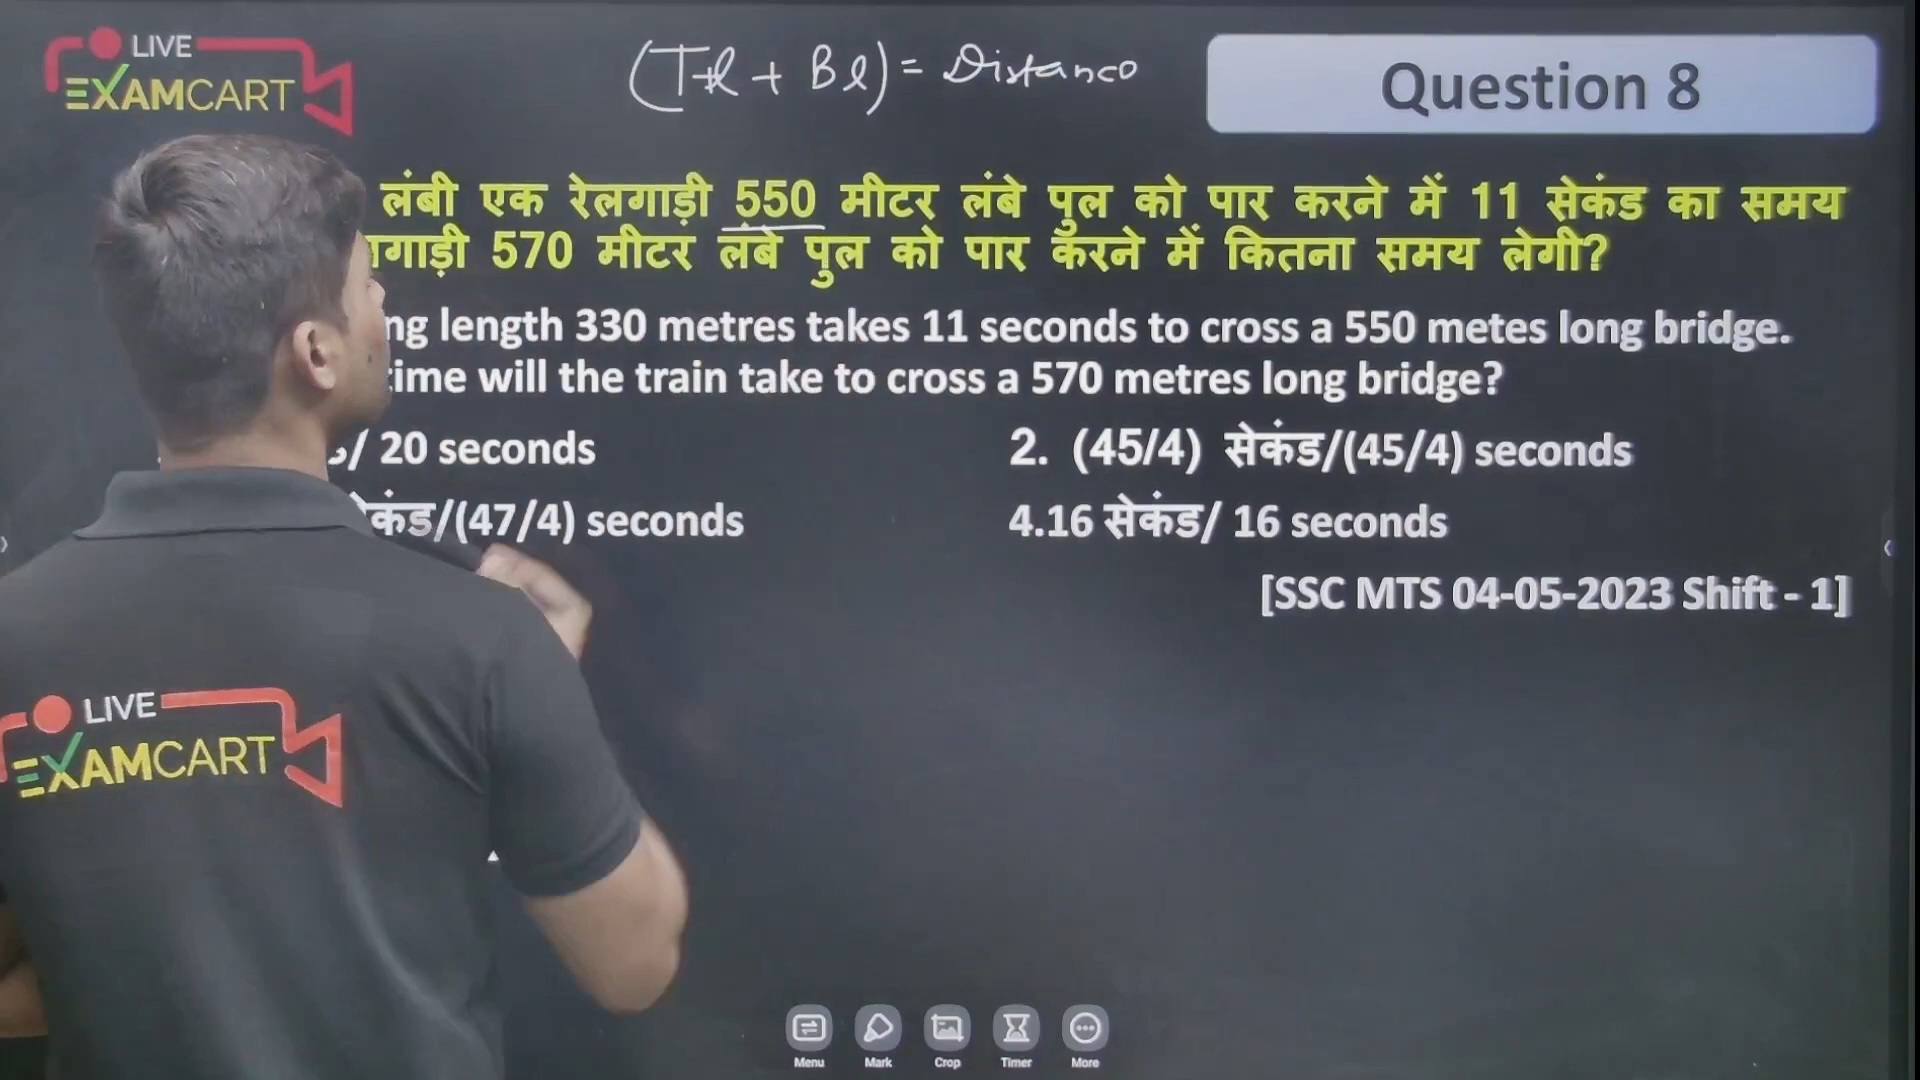 LIVE
EXAMCART
(Tl + Bl) = Distance
Question 8
लंबी एक रेलगाड़ी 550 मीटर लंबे पुल को पार करने में 11 सेकंड का समय
गाड़ी 570 मीटर लंबे पुल को पार करने में कितना समय लेगी?
ng length 330 metres takes 11 seconds to cross a 550 metes long bridge.
time will the train take to cross a 570 metres long bridge?
/ 20 seconds
2. (45/4) सेकंड/(45/4) seconds
सेकंड/(47/4) seconds
4.16 सेकंड/ 16 seconds
[SSC MTS 04-05-2023 Shift - 1]
LIVE
EXAMCART
Menu
Mark
Crop
Timer
More